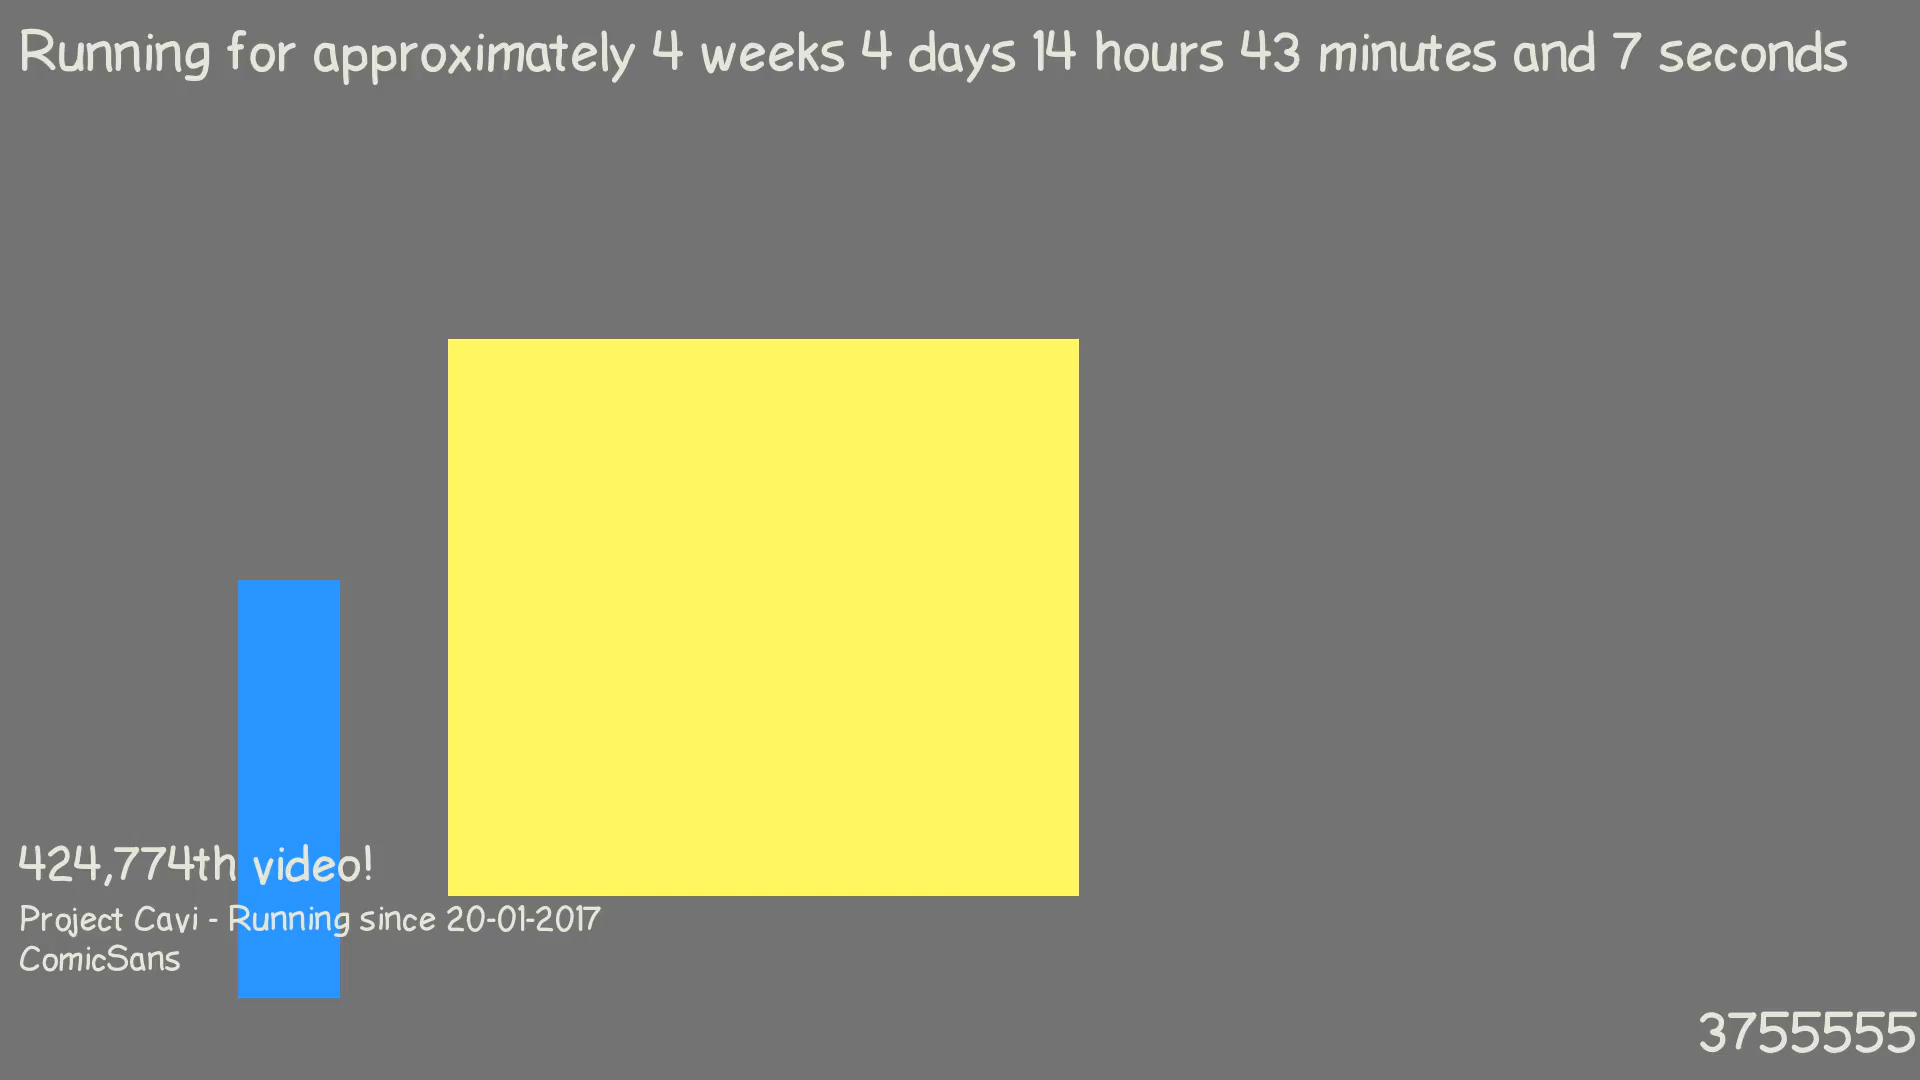 Running for approximately 4 weeks 4 days 14 hours 43 minutes and 7 seconds
424,774th video!
Project Cavi - Running since 20-01-2017
ComicSans
3755555